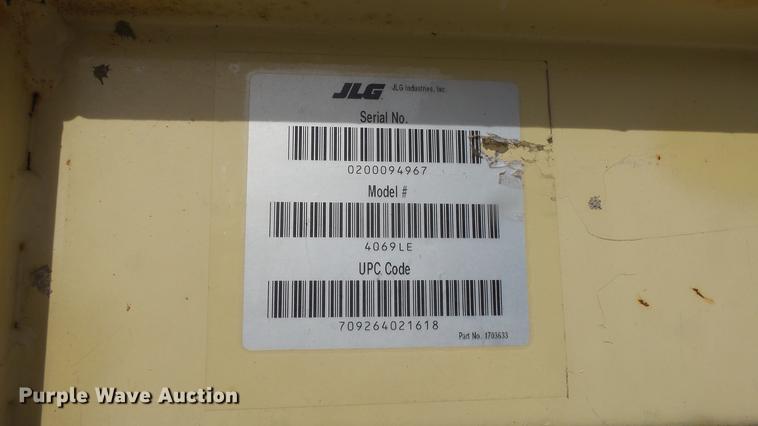 JLG JLG Industries, Inc.
Serial No.
0200094967
Model #
4069LE
UPC Code
709264021618
Part No. 1703633
Purple Wave Auction®